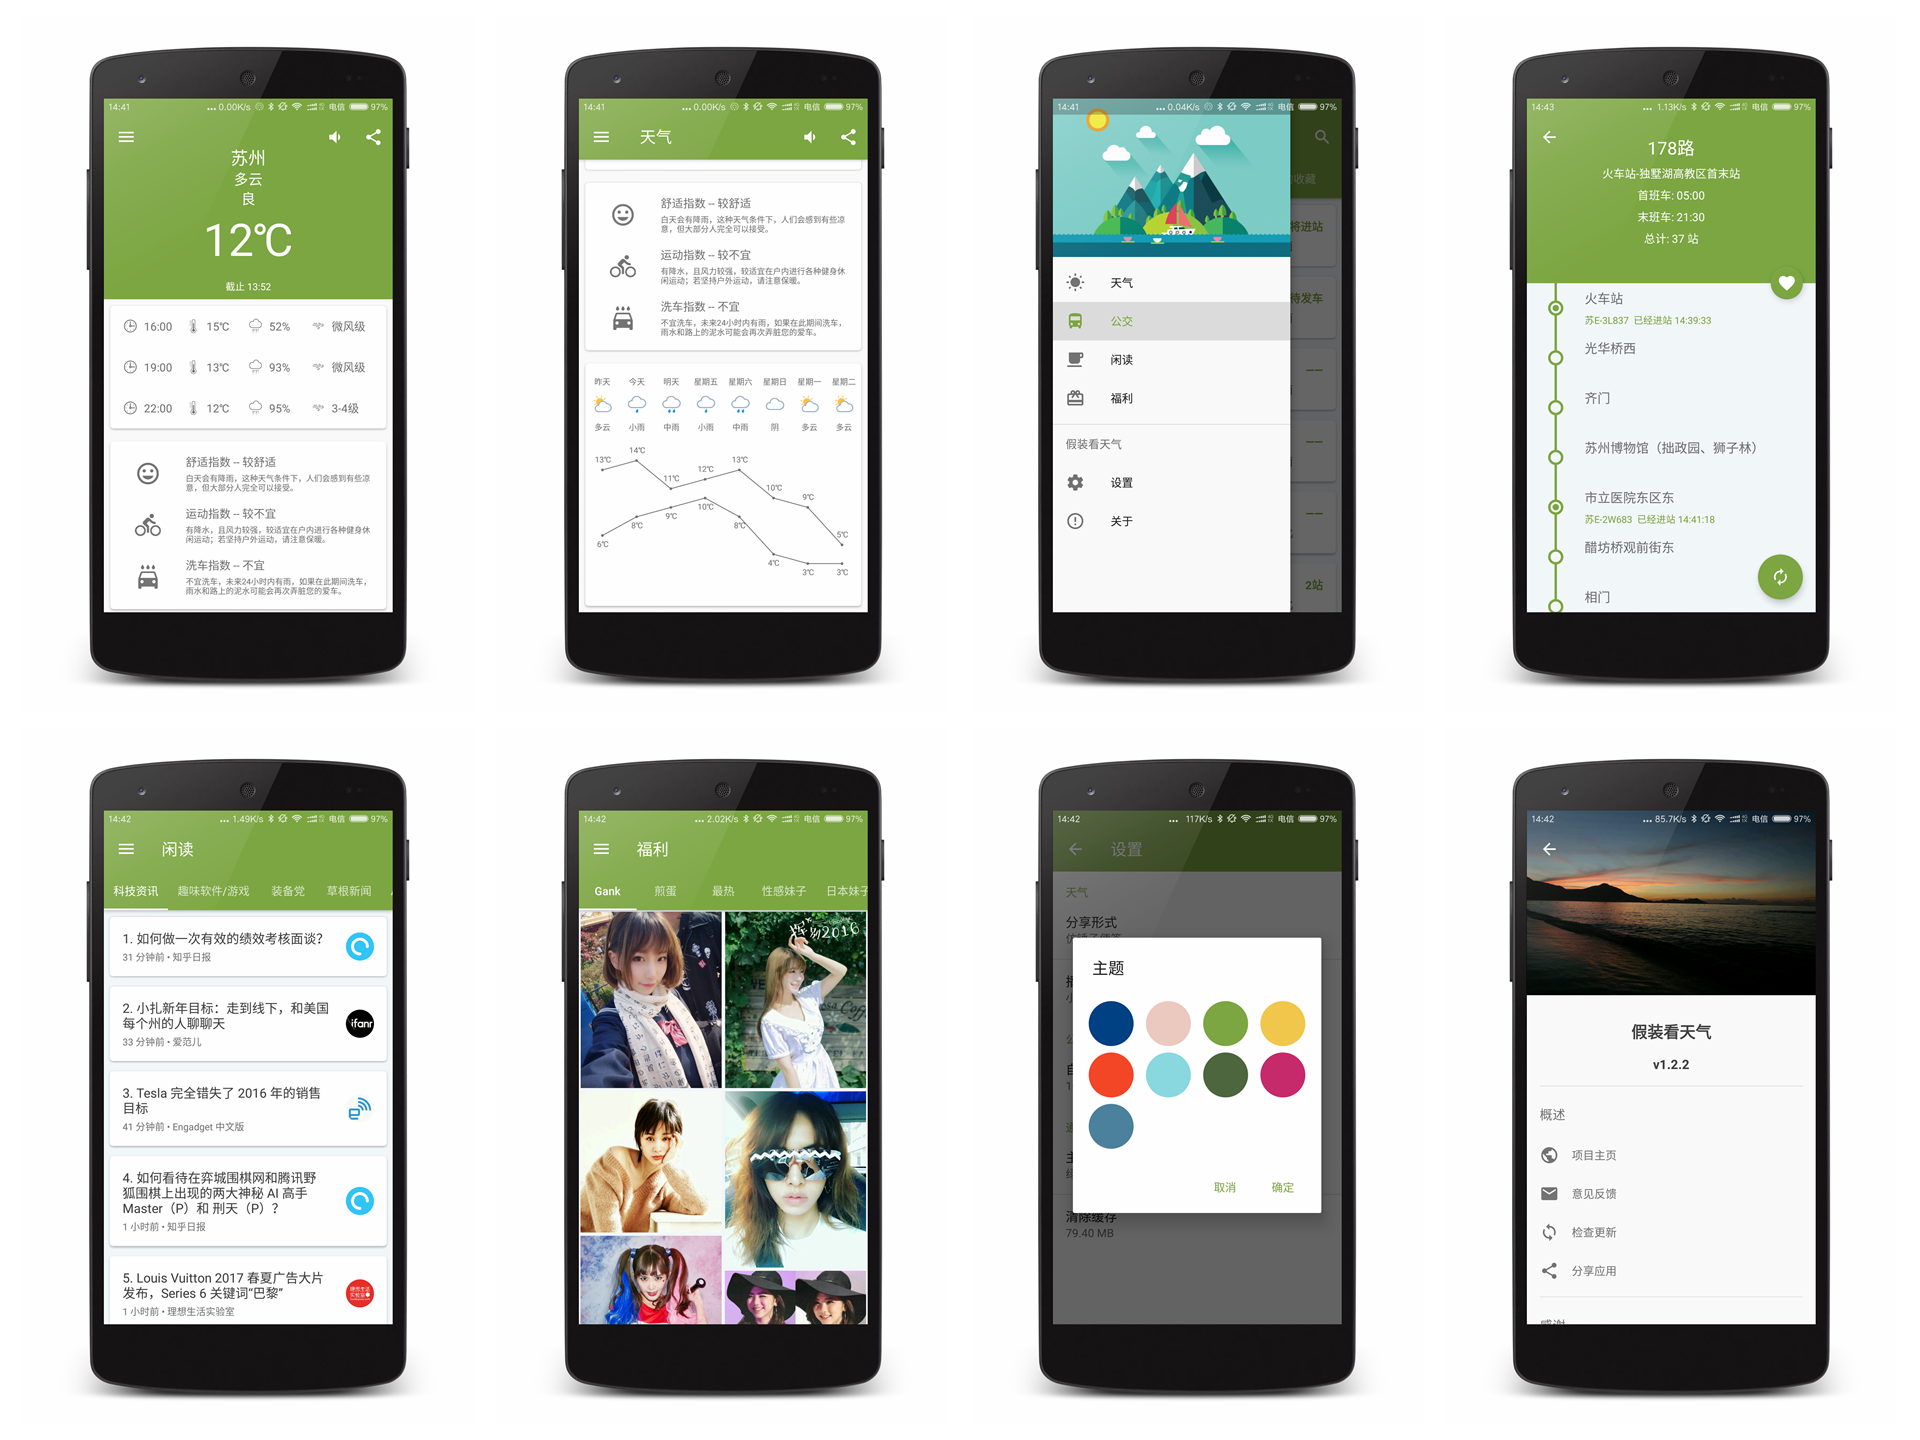 14:41
0.00K/s 电信 97%
苏州
多云
良
12℃
截止 13:52
16:00 15℃ 52% 微风级
19:00 13℃ 93% 微风级
22:00 12℃ 95% 3-4级
舒适指数 -- 较舒适
白天会有降雨，这种天气条件下，人们会感到有些凉
意，但大部分人完全可以接受。
运动指数 -- 较不宜
有降水，且风力较强，较适宜在户内进行各种健身休
闲运动；若坚持户外运动，请注意保暖。
洗车指数 -- 不宜
不宜洗车，未来24小时内有雨，如果在此期间洗车，
雨水和路上的泥水可能会再次弄脏您的爱车。
14:41
0.00K/s 电信 97%
天气
舒适指数 -- 较舒适
白天会有降雨，这种天气条件下，人们会感到有些凉
意，但大部分人完全可以接受。
运动指数 -- 较不宜
有降水，且风力较强，较适宜在户内进行各种健身休
闲运动；若坚持户外运动，请注意保暖。
洗车指数 -- 不宜
不宜洗车，未来24小时内有雨，如果在此期间洗车，
雨水和路上的泥水可能会再次弄脏您的爱车。
昨天 今天 明天 星期五 星期六 星期日 星期一 星期二
多云 小雨 中雨 小雨 中雨 阴 多云 多云
13℃ 14℃ 11℃ 12℃ 13℃ 10℃ 9℃ 5℃
6℃ 8℃ 9℃ 10℃ 8℃ 4℃ 3℃ 3℃
14:41
0.04K/s 电信 97%
收藏
将进站
待发车
--
--
--
2站
天气
公交
闲读
福利
假装看天气
设置
关于
14:43
1.13K/s 电信 97%
178路
火车站-独墅湖高教区首末站
首班车: 05:00
末班车: 21:30
总计: 37 站
火车站
苏E-3L837 已经进站 14:39:33
光华桥西
齐门
苏州博物馆（拙政园、狮子林）
市立医院东区东
苏E-2W683 已经进站 14:41:18
醋坊桥观前街东
相门
14:42
1.49K/s 电信 97%
闲读
科技资讯 趣味软件/游戏 装备党 草根新闻
1. 如何做一次有效的绩效考核面谈？
31 分钟前 • 知乎日报
2. 小扎新年目标：走到线下，和美国
每个州的人聊聊天
33 分钟前 • 爱范儿
ifanr
3. Tesla 完全错失了 2016 年的销售
目标
41 分钟前 • Engadget 中文版
4. 如何看待在弈城围棋网和腾讯野
狐围棋上出现的两大神秘 AI 高手
Master（P）和 刑天（P）？
1 小时前 • 知乎日报
5. Louis Vuitton 2017 春夏广告大片
发布，Series 6 关键词“巴黎”
1 小时前 • 理想生活实验室
14:42
2.02K/s 电信 97%
福利
Gank 煎蛋 最热 性感妹子 日本妹子
2016
14:42
117K/s 电信 97%
设置
天气
分享形式
主题
取消 确定
清除缓存
79.40 MB
14:42
85.7K/s 电信 97%
假装看天气
v1.2.2
概述
项目主页
意见反馈
检查更新
分享应用